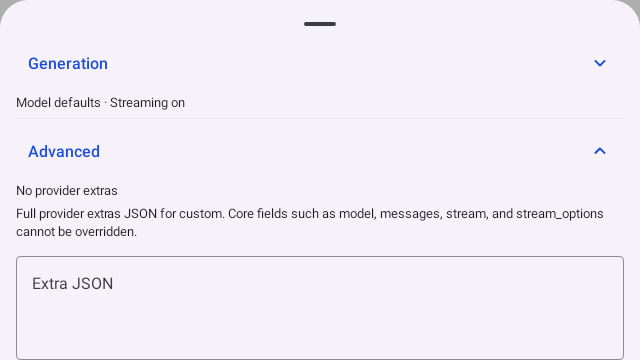 Generation
Model defaults · Streaming on
Advanced
No provider extras
Full provider extras JSON for custom. Core fields such as model, messages, stream, and stream_options
cannot be overridden.
Extra JSON